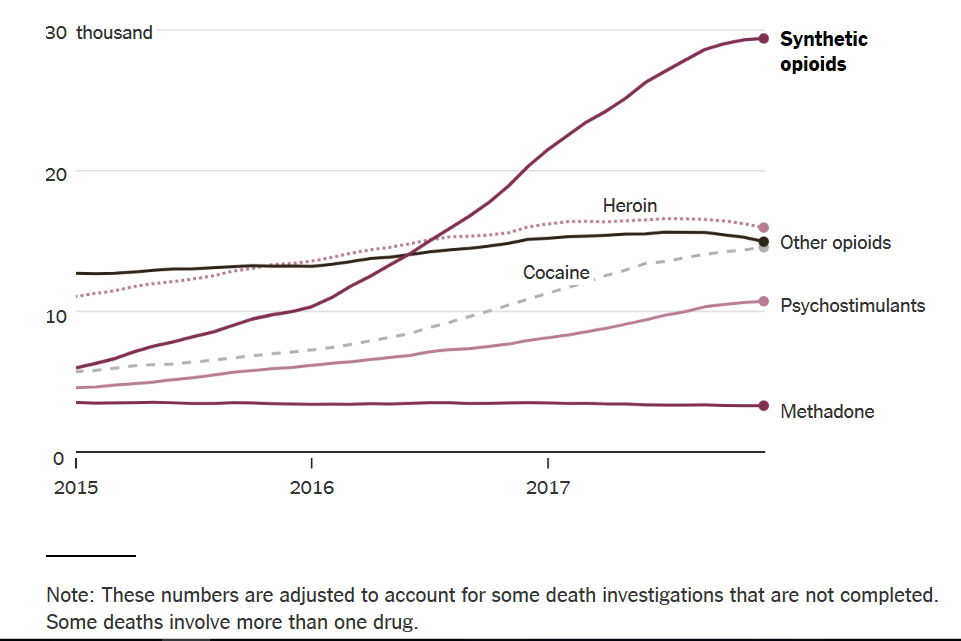 30 thousand
Synthetic
opioids
20
Heroin
Other opioids
Cocaine
Psychostimulants
10
Methadone
0
2015 2016 2017
Note: These numbers are adjusted to account for some death investigations that are not completed.
Some deaths involve more than one drug.